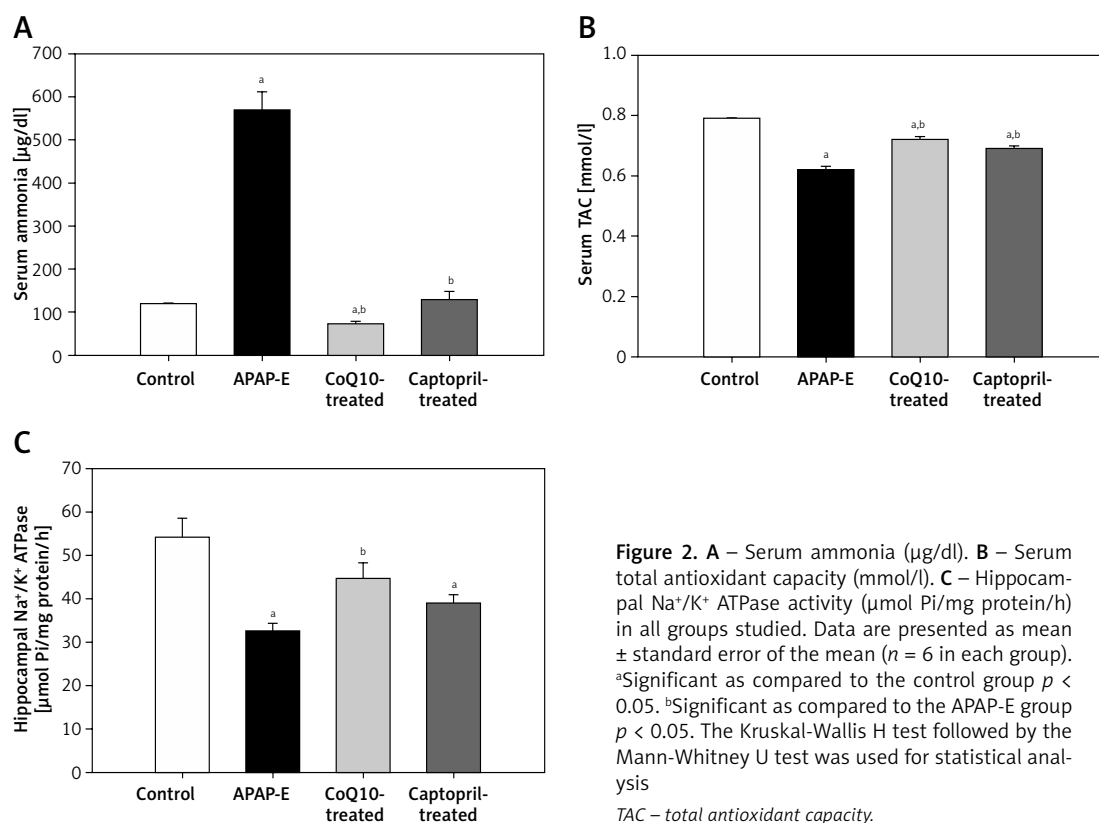 A
Serum ammonia [µg/dl]
700
600
500
400
300
200
100
0
a
a,b
b
Control
APAP-E
CoQ10-
treated
Captopril-
treated
B
Serum TAC [mmol/l]
1.0
0.8
0.6
0.4
0.2
0
a
a,b
a,b
Control
APAP-E
CoQ10-
treated
Captopril-
treated
C
Hippocampal Na⁺/K⁺ ATPase
[µmol Pi/mg protein/h]
70
60
50
40
30
20
10
0
a
b
a
Control
APAP-E
CoQ10-
treated
Captopril-
treated
Figure 2. A – Serum ammonia (µg/dl). B – Serum
total antioxidant capacity (mmol/l). C – Hippocam-
pal Na⁺/K⁺ ATPase activity (µmol Pi/mg protein/h)
in all groups studied. Data are presented as mean
± standard error of the mean (n = 6 in each group).
ᵃSignificant as compared to the control group p <
0.05. ᵇSignificant as compared to the APAP-E group
p < 0.05. The Kruskal-Wallis H test followed by the
Mann-Whitney U test was used for statistical anal-
ysis
TAC – total antioxidant capacity.